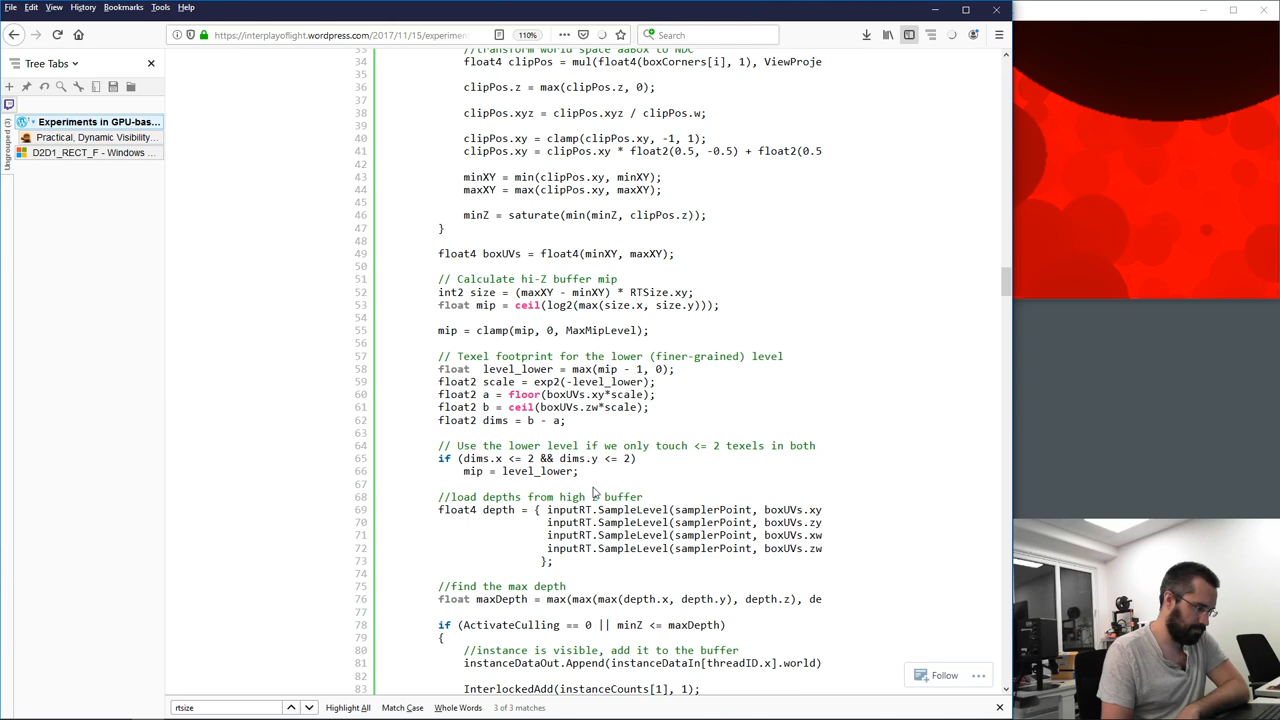 File Edit View History Bookmarks Tools Help
https://interplayoflight.wordpress.com/2017/11/15/experimen
110%
Search
Tree Tabs
Ungrouped (3)
Experiments in GPU-bas...
Practical, Dynamic Visibility...
D2D1_RECT_F - Windows ...
33 //transform world space aaBox to NDC
34 float4 clipPos = mul(float4(boxCorners[i], 1), ViewProje
35
36 clipPos.z = max(clipPos.z, 0);
37
38 clipPos.xyz = clipPos.xyz / clipPos.w;
39
40 clipPos.xy = clamp(clipPos.xy, -1, 1);
41 clipPos.xy = clipPos.xy * float2(0.5, -0.5) + float2(0.5
42
43 minXY = min(clipPos.xy, minXY);
44 maxXY = max(clipPos.xy, maxXY);
45
46 minZ = saturate(min(minZ, clipPos.z));
47 }
48
49 float4 boxUVs = float4(minXY, maxXY);
50
51 // Calculate hi-Z buffer mip
52 int2 size = (maxXY - minXY) * RTSize.xy;
53 float mip = ceil(log2(max(size.x, size.y)));
54
55 mip = clamp(mip, 0, MaxMipLevel);
56
57 // Texel footprint for the lower (finer-grained) level
58 float level_lower = max(mip - 1, 0);
59 float2 scale = exp2(-level_lower);
60 float2 a = floor(boxUVs.xy*scale);
61 float2 b = ceil(boxUVs.zw*scale);
62 float2 dims = b - a;
63
64 // Use the lower level if we only touch <= 2 texels in both
65 if (dims.x <= 2 && dims.y <= 2)
66 mip = level_lower;
67
68 //load depths from high z buffer
69 float4 depth = { inputRT.SampleLevel(samplerPoint, boxUVs.xy
70 inputRT.SampleLevel(samplerPoint, boxUVs.zy
71 inputRT.SampleLevel(samplerPoint, boxUVs.xw
72 inputRT.SampleLevel(samplerPoint, boxUVs.zw
73 };
74
75 //find the max depth
76 float maxDepth = max(max(max(depth.x, depth.y), depth.z), de
77
78 if (ActivateCulling == 0 || minZ <= maxDepth)
79 {
80 //instance is visible, add it to the buffer
81 instanceDataOut.Append(instanceDataIn[threadID.x].world)
82
83 InterlockedAdd(instanceCounts[1], 1);
Follow
rtsize
Highlight All Match Case Whole Words 3 of 3 matches